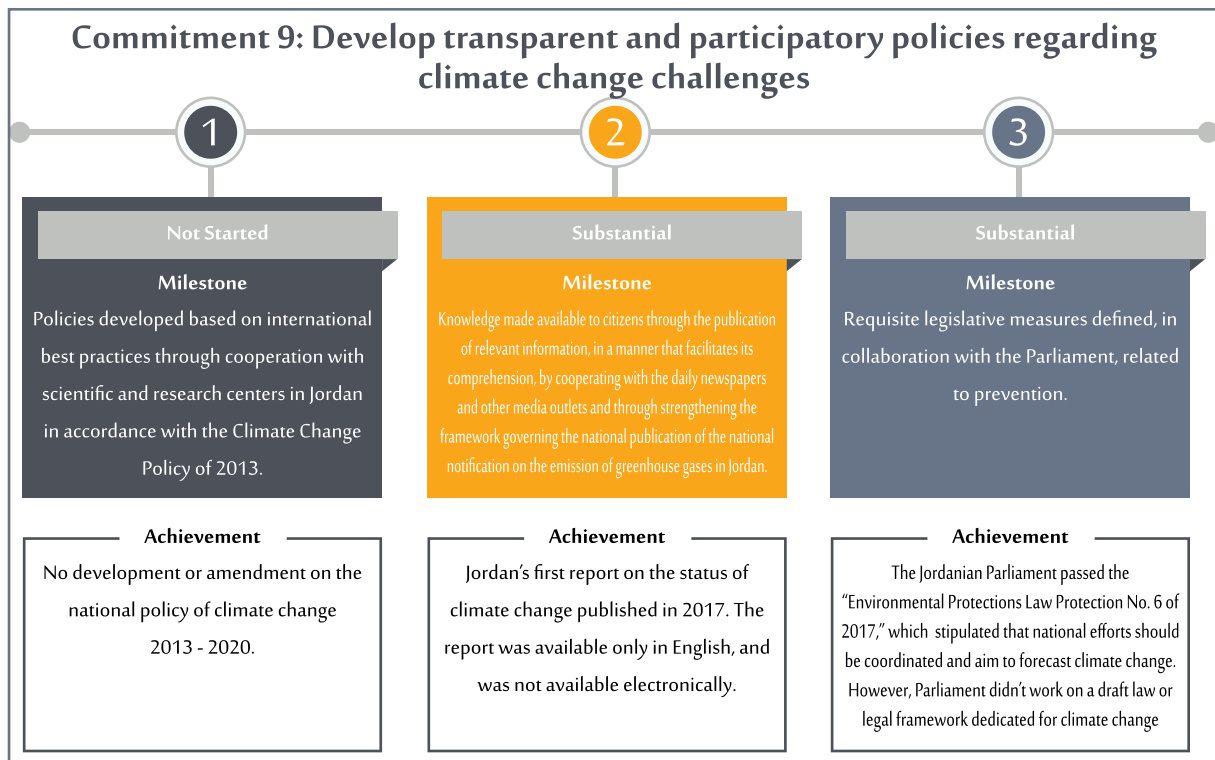 Commitment 9: Develop transparent and participatory policies regarding
climate change challenges
1
2
3
Not Started
Milestone
Policies developed based on international
best practices through cooperation with
scientific and research centers in Jordan
in accordance with the Climate Change
Policy of 2013.
Achievement
No development or amendment on the
national policy of climate change
2013 - 2020.
Substantial
Milestone
Knowledge made available to citizens through the publication
of relevant information, in a manner that facilitates its
comprehension, by cooperating with the daily newspapers
and other media outlets and through strengthening the
framework governing the national publication of the national
notification on the emission of greenhouse gases in Jordan.
Achievement
Jordan’s first report on the status of
climate change published in 2017. The
report was available only in English, and
was not available electronically.
Substantial
Milestone
Requisite legislative measures defined, in
collaboration with the Parliament, related
to prevention.
Achievement
The Jordanian Parliament passed the
“Environmental Protections Law Protection No. 6 of
2017,” which stipulated that national efforts should
be coordinated and aim to forecast climate change.
However, Parliament didn’t work on a draft law or
legal framework dedicated for climate change